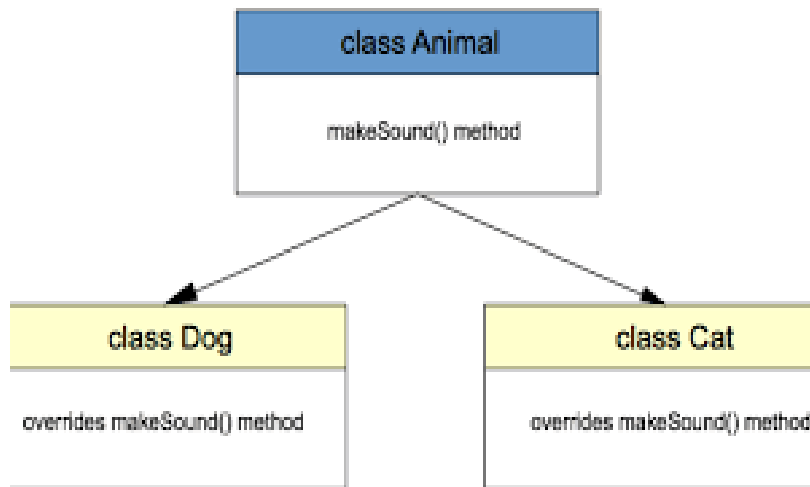 class Animal
makeSound() method
class Dog
class Cat
overrides makeSound() method
overrides makeSound() method